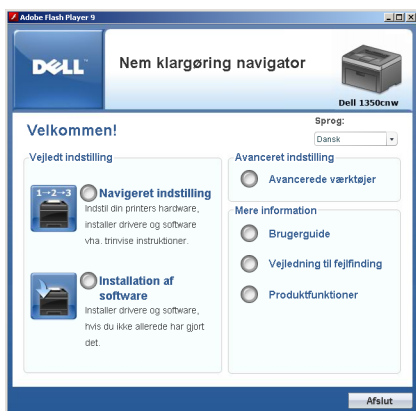 Adobe Flash Player 9
DELL™
Nem klargøring navigator
Dell 1350cnw
Velkommen!
Sprog:
Dansk
Vejledt indstilling
1→2→3
Navigeret indstilling
Indstil din printers hardware,
installer drivere og software
vha. trinvise instruktioner.
Installation af
software
Installer drivere og software,
hvis du ikke allerede har gjort
det.
Avanceret indstilling
Avancerede værktøjer
Mere information
Brugerguide
Vejledning til fejlfinding
Produktfunktioner
Afslut